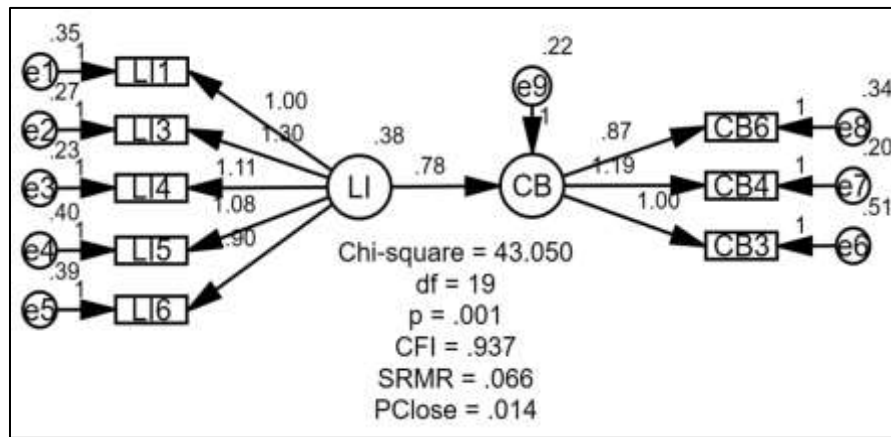 .35
1
e1
LI1
.27
1
e2
LI3
.23
1
e3
LI4
.40
1
e4
LI5
.39
1
e5
LI6
1.00
1.30
1.11
1.08
.90
.38
LI
.78
.22
e9
1
CB
.87
1.19
1.00
CB6
1
.34
e8
CB4
1
.20
e7
CB3
1
.51
e6
Chi-square = 43.050
df = 19
p = .001
CFI = .937
SRMR = .066
PClose = .014